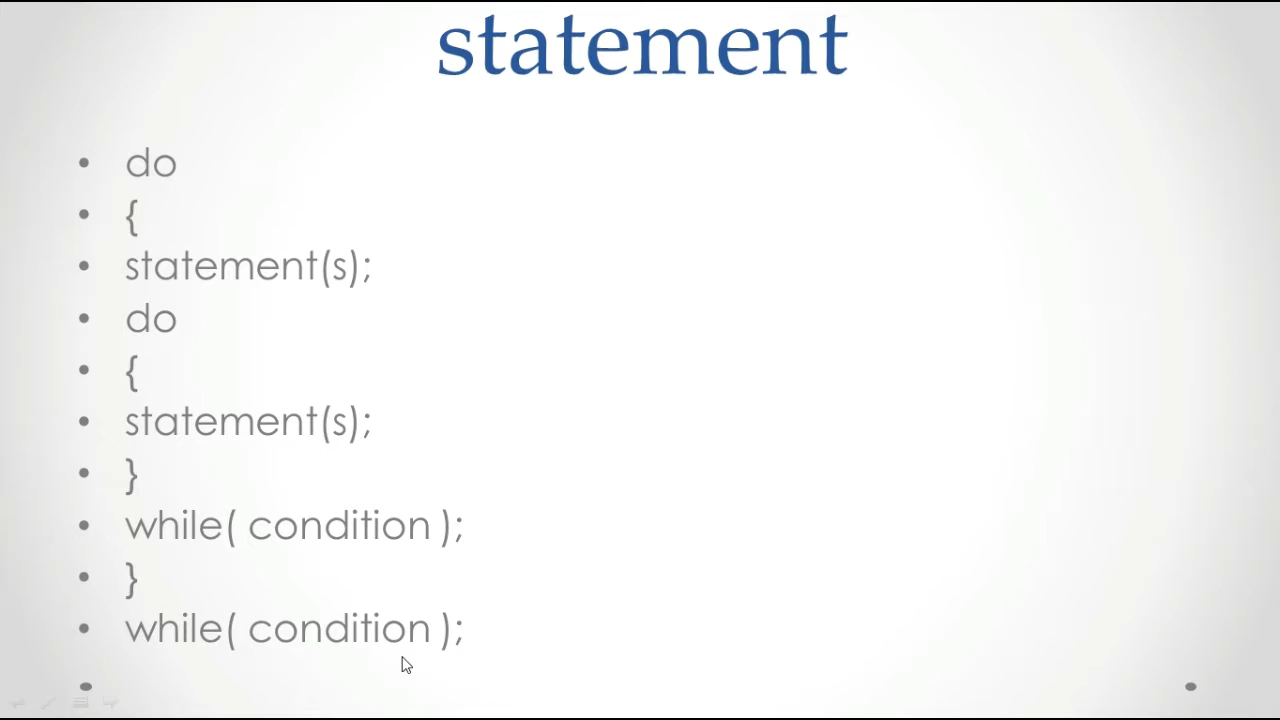 statement
• do
• {
• statement(s);
• do
• {
• statement(s);
• }
• while( condition );
• }
• while( condition );
•